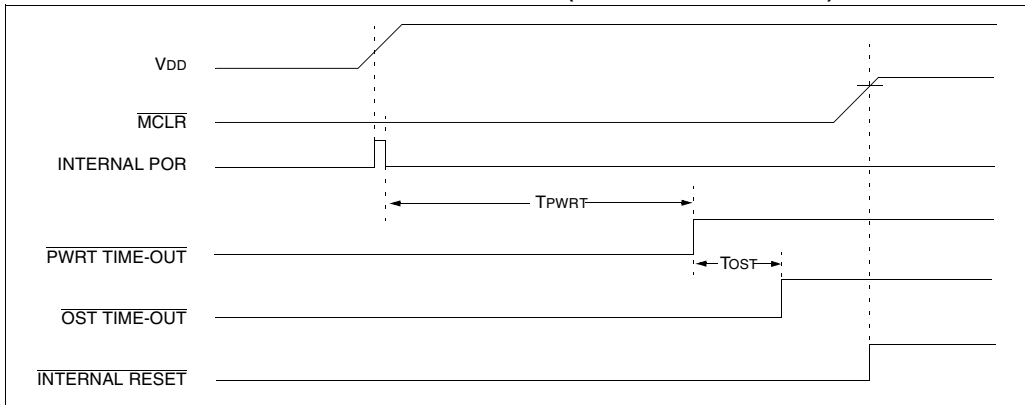 VDD
MCLR
INTERNAL POR
TPWRT
PWRT TIME-OUT
TOST
OST TIME-OUT
INTERNAL RESET